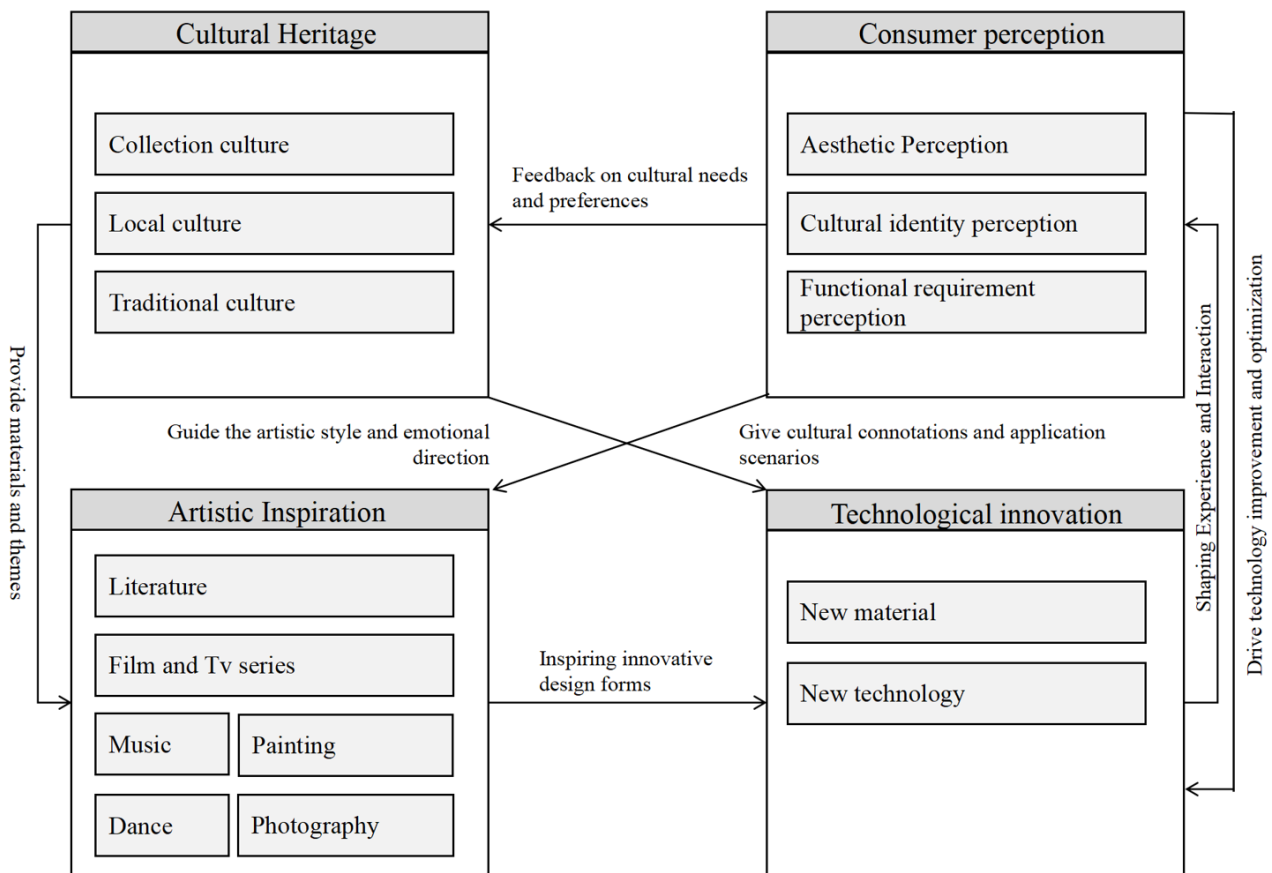 Cultural Heritage
Collection culture
Local culture
Traditional culture
Consumer perception
Aesthetic Perception
Cultural identity perception
Functional requirement
perception
Feedback on cultural needs
and preferences
Provide materials and themes
Guide the artistic style and emotional
direction
Give cultural connotations and application
scenarios
Shaping Experience and Interaction
Drive technology improvement and optimization
Artistic Inspiration
Literature
Film and Tv series
Music
Painting
Dance
Photography
Inspiring innovative
design forms
Technological innovation
New material
New technology